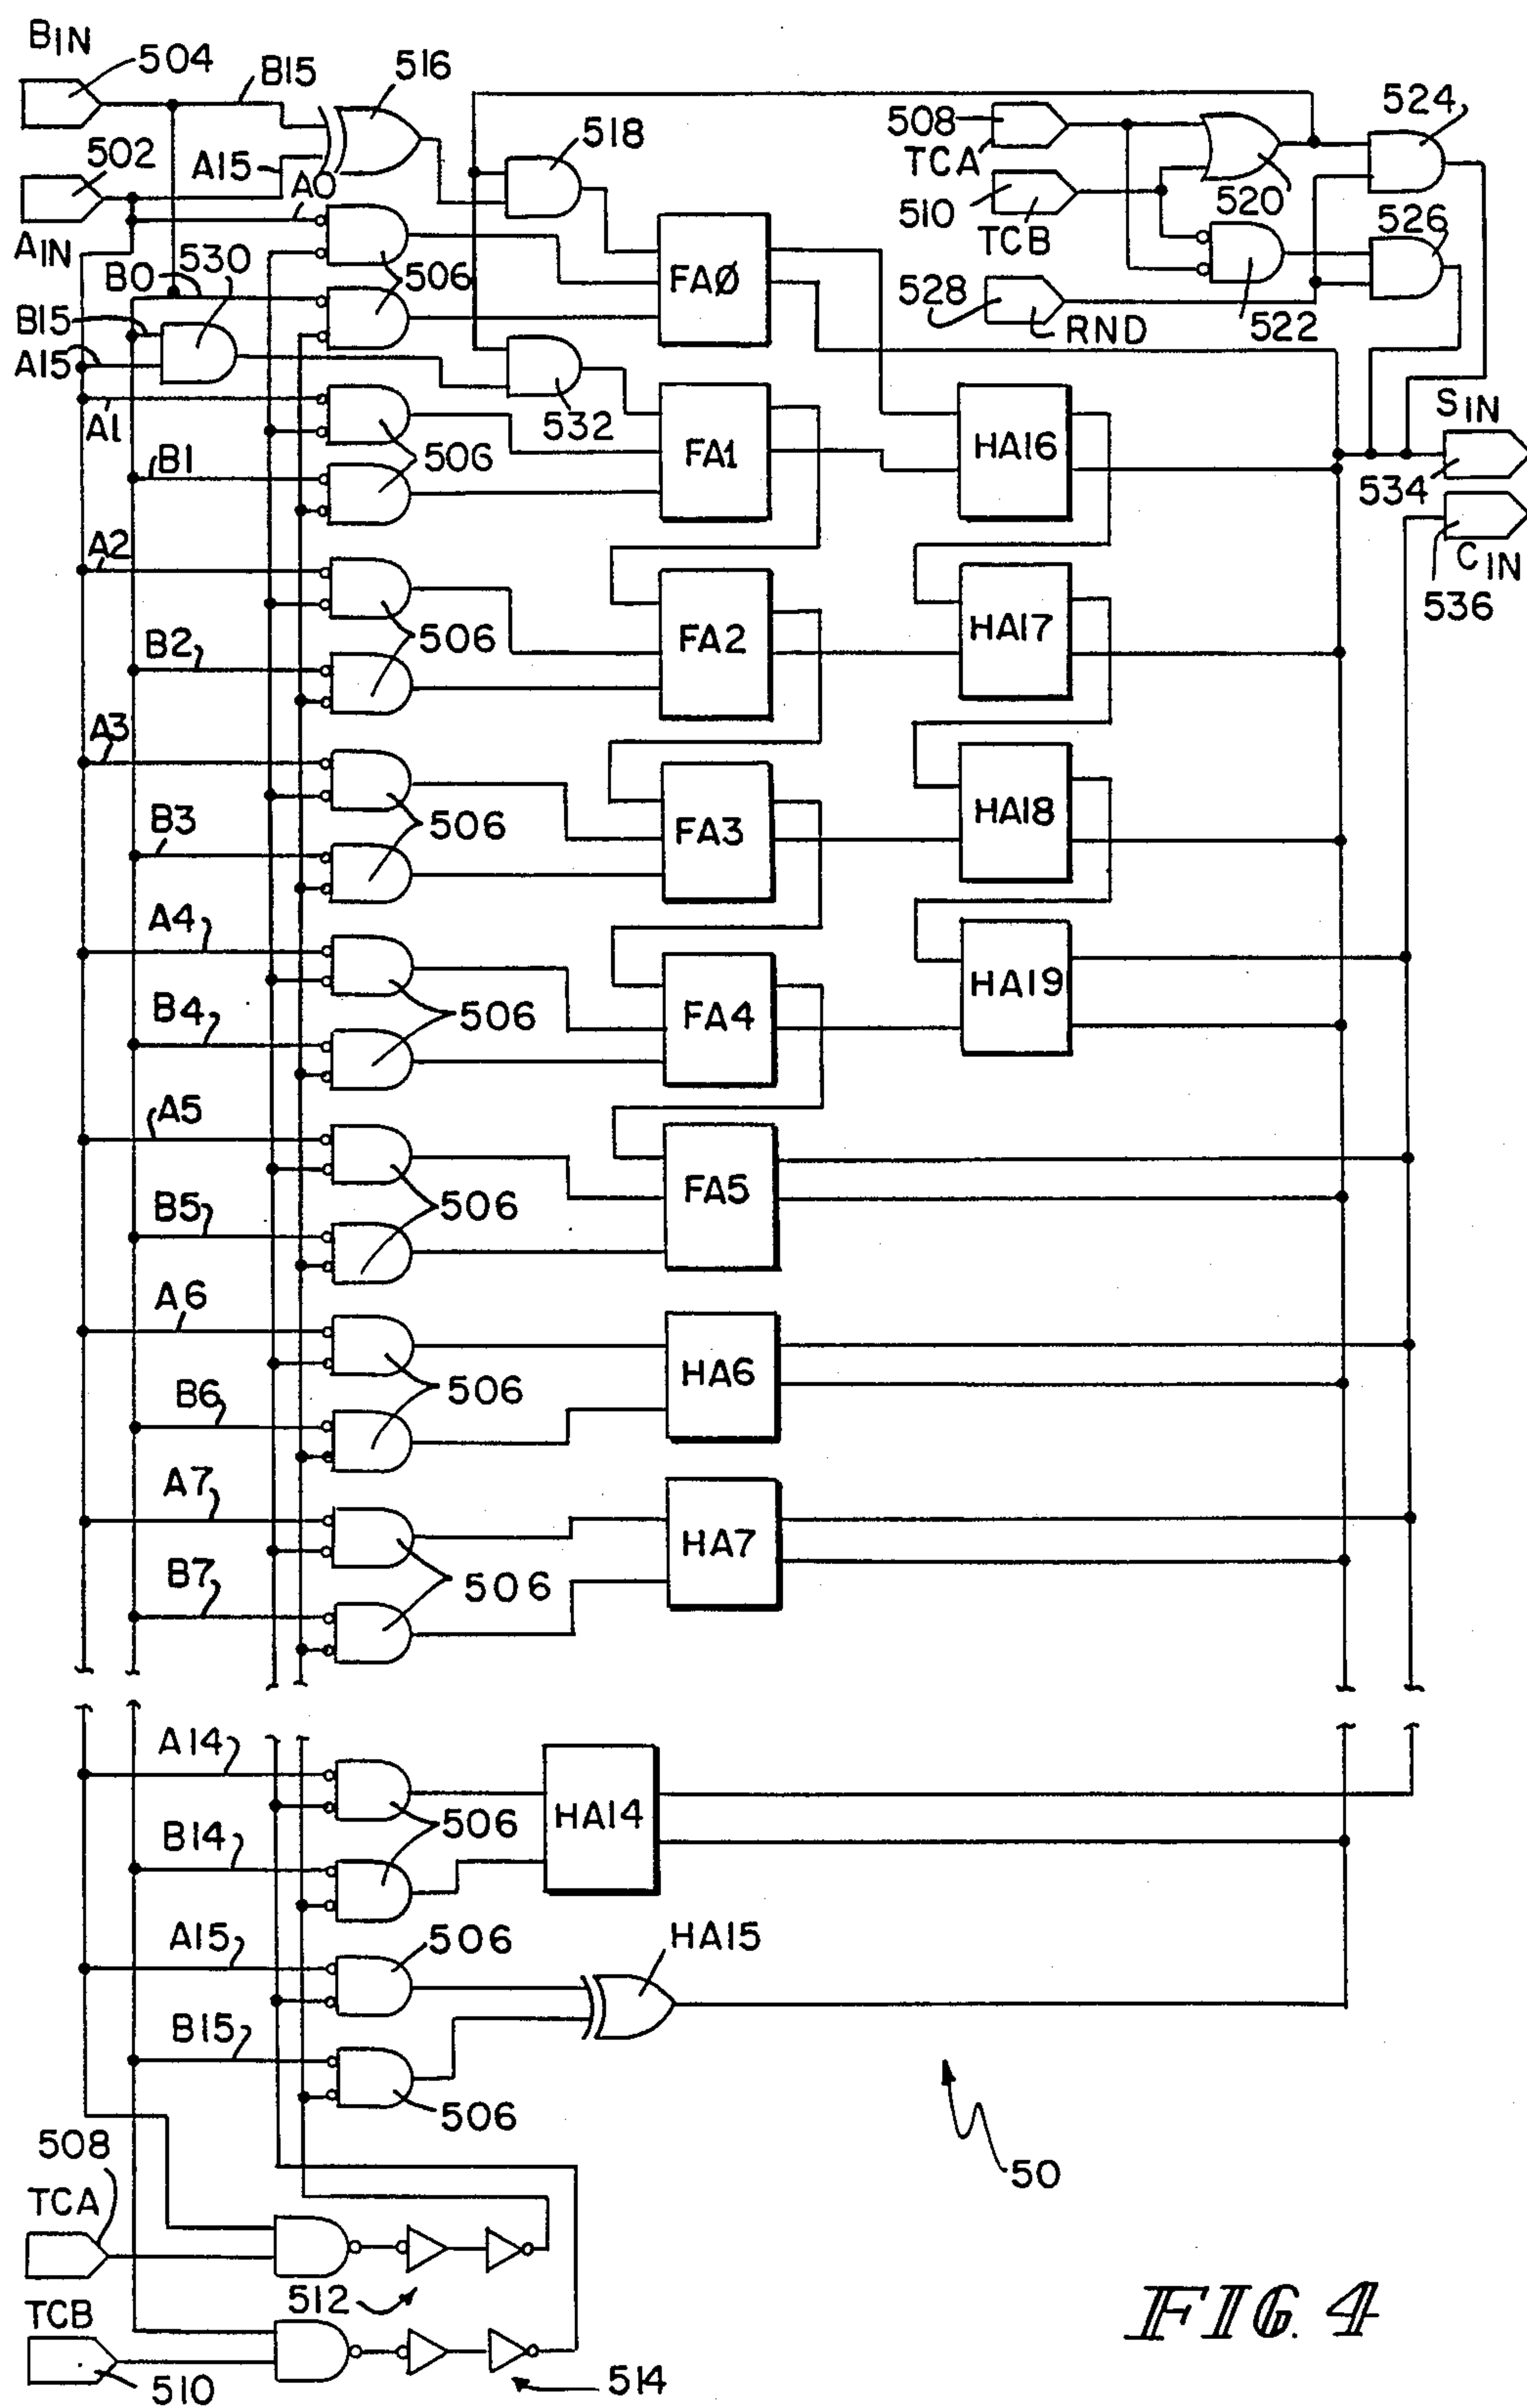 BIN
504
B15
516
518
502
A15
A0
AIN
B0
530
506
B15
A15
532
FAØ
508
TCA
510
TCB
520
524
522
526
528
RND
SIN
534
CIN
536
A1
B1
506
FA1
HA16
A2
B2
506
FA2
HA17
A3
B3
506
FA3
HA18
A4
B4
506
FA4
HA19
A5
B5
506
FA5
A6
B6
506
HA6
A7
B7
506
HA7
A14
B14
506
HA14
A15
506
HA15
B15
506
50
508
TCA
512
TCB
510
514
FIG. 4